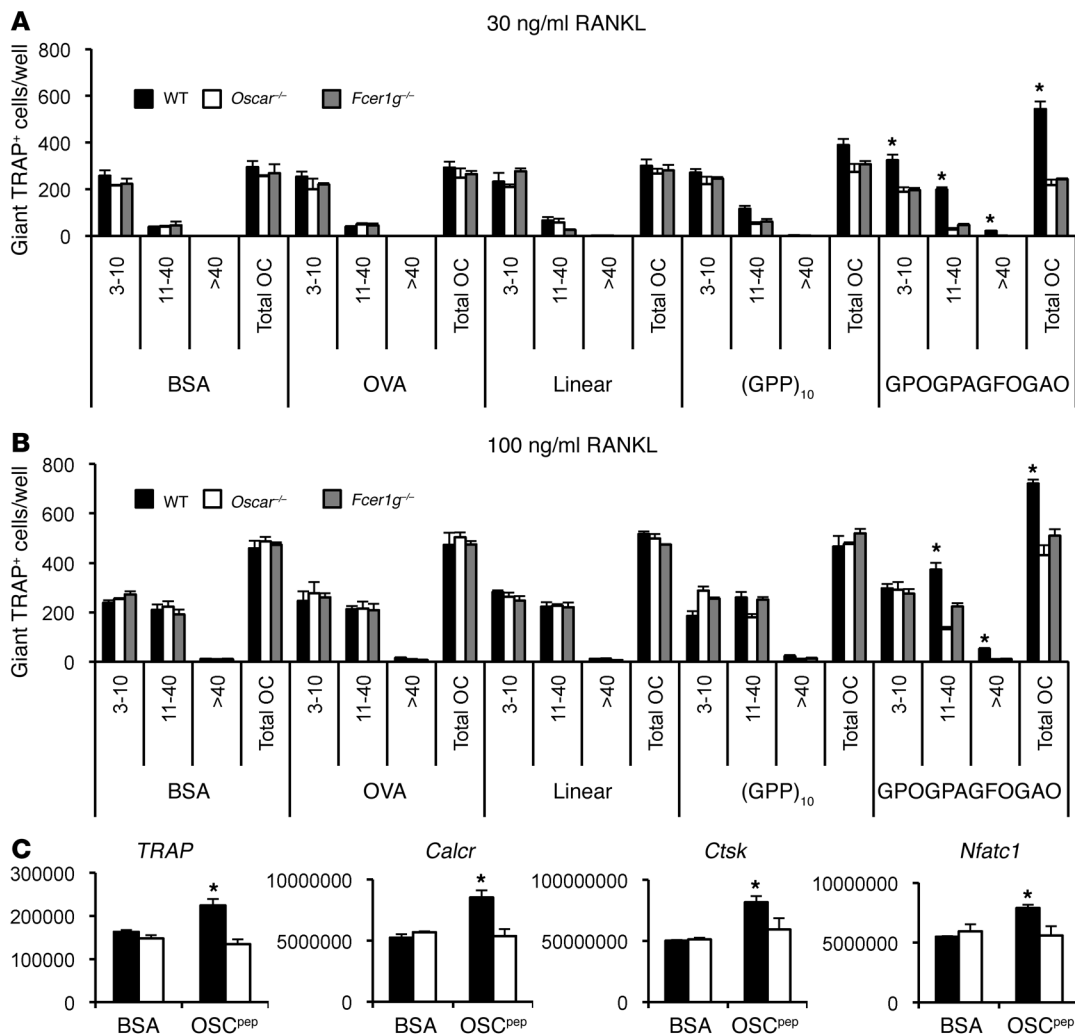 A
30 ng/ml RANKL
Giant TRAP⁺ cells/well
800
600
400
200
0
WT Oscar⁻/⁻ Fcer1g⁻/⁻
* * * *
3-10 11-40 >40 Total OC 3-10 11-40 >40 Total OC 3-10 11-40 >40 Total OC 3-10 11-40 >40 Total OC 3-10 11-40 >40 Total OC
BSA OVA Linear (GPP)₁₀ GPOGPAGFOGAO
B
100 ng/ml RANKL
Giant TRAP⁺ cells/well
800
600
400
200
0
WT Oscar⁻/⁻ Fcer1g⁻/⁻
* * *
3-10 11-40 >40 Total OC 3-10 11-40 >40 Total OC 3-10 11-40 >40 Total OC 3-10 11-40 >40 Total OC 3-10 11-40 >40 Total OC
BSA OVA Linear (GPP)₁₀ GPOGPAGFOGAO
C
TRAP
300000
200000
100000
0
*
BSA OSCᵖᵉᵖ
Calcr
10000000
5000000
0
*
BSA OSCᵖᵉᵖ
Ctsk
100000000
50000000
0
*
BSA OSCᵖᵉᵖ
Nfatc1
10000000
5000000
0
*
BSA OSCᵖᵉᵖ